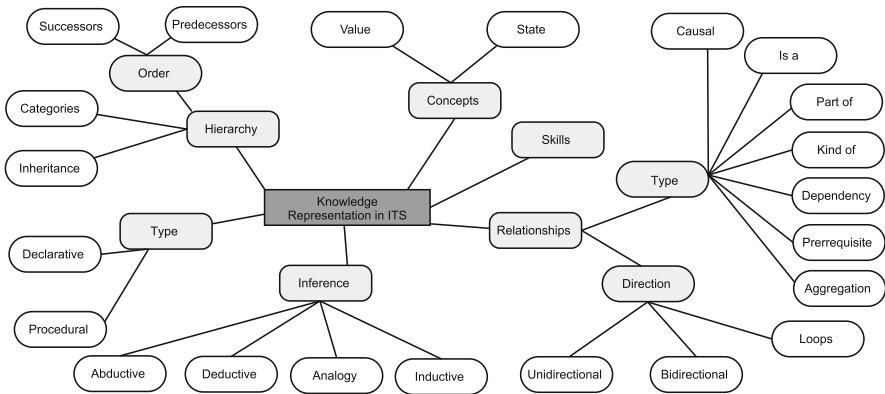 Successors
Predecessors
Value
State
Causal
Is a
Order
Categories
Concepts
Part of
Hierarchy
Skills
Kind of
Inheritance
Type
Dependency
Knowledge
Representation in ITS
Type
Relationships
Declarative
Prerrequisite
Inference
Direction
Aggregation
Procedural
Loops
Abductive
Deductive
Analogy
Inductive
Unidirectional
Bidirectional